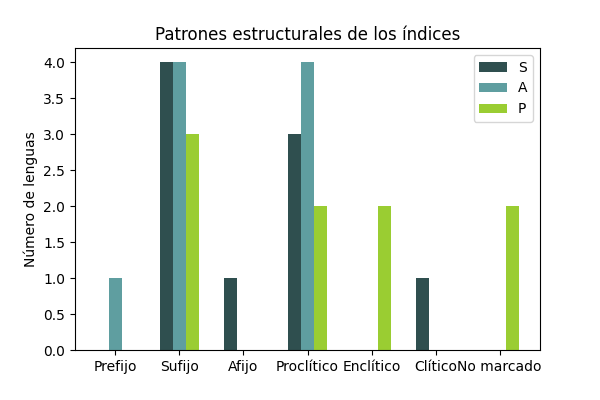 Patrones estructurales de los índices
S
A
P
Número de lenguas
4.0
3.5
3.0
2.5
2.0
1.5
1.0
0.5
0.0
Prefijo Sufijo Afijo Proclítico Enclítico Clítico No marcado